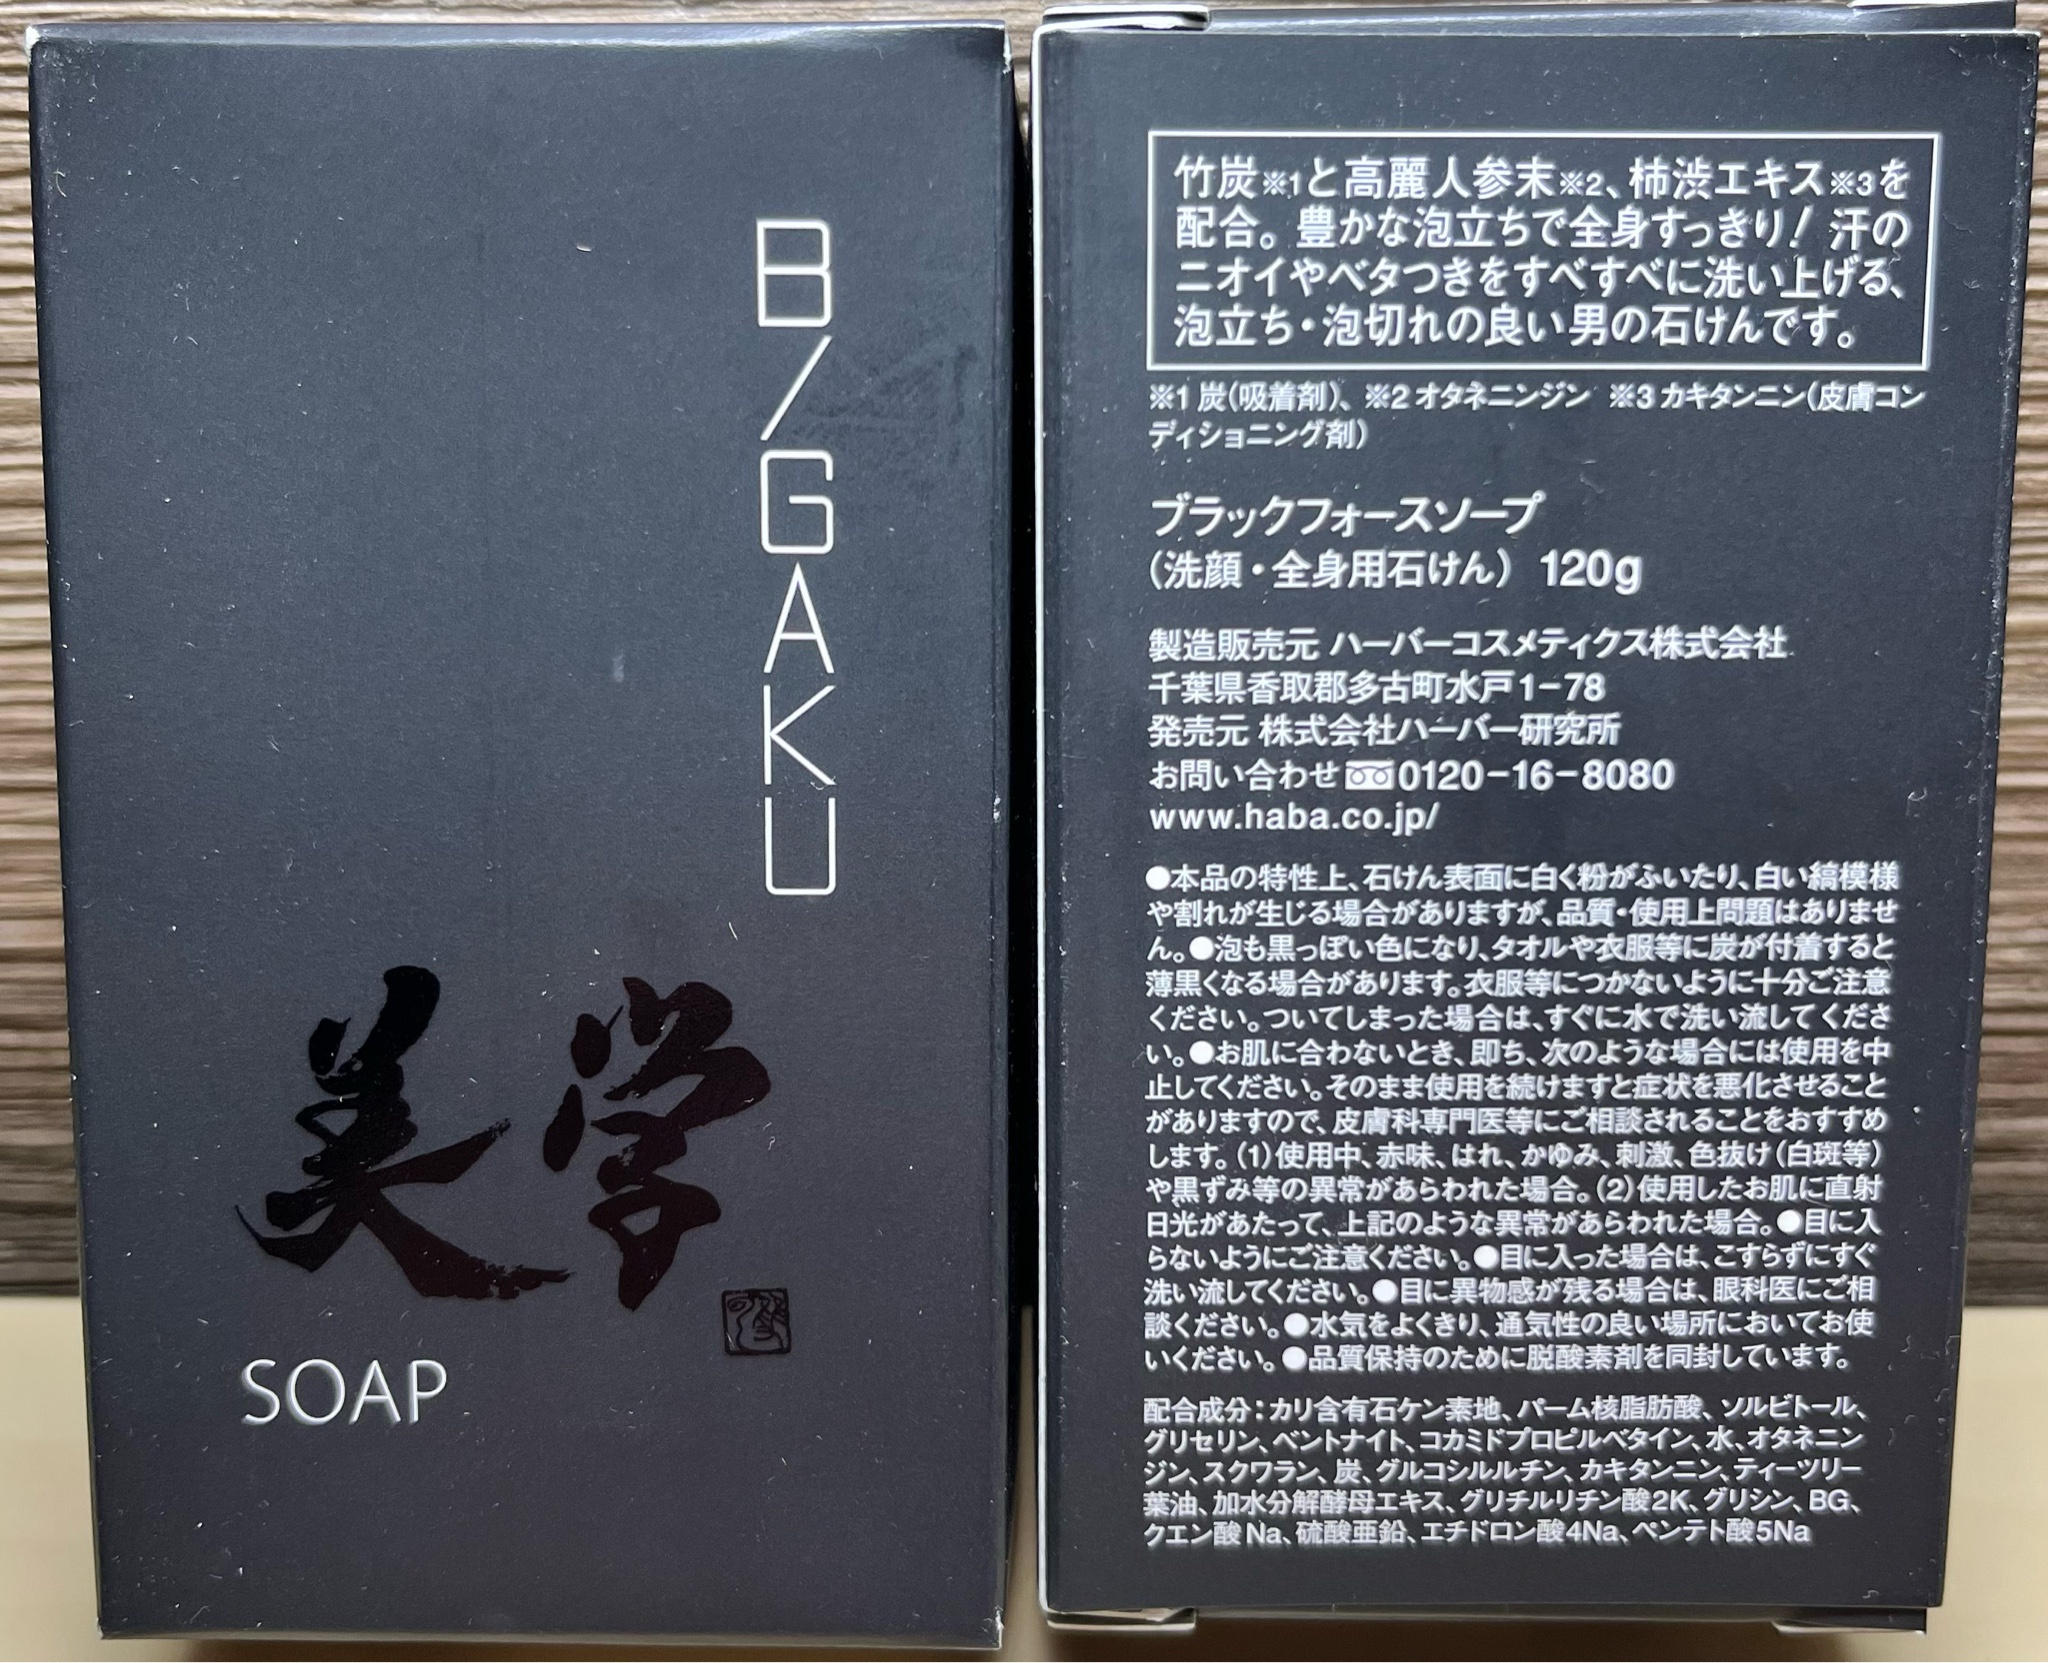 B/GAKU
美学
SOAP
竹炭※1と高麗人参末※2、柿渋エキス※3を
配合。豊かな泡立ちで全身すっきり！汗の
ニオイやベタつきをすべすべに洗い上げる、
泡立ち・泡切れの良い男の石けんです。
※1 炭(吸着剤)、※2 オタネニンジン ※3 カキタンニン(皮膚コン
ディショニング剤)
ブラックフォースソープ
(洗顔・全身用石けん) 120g
製造販売元 ハーバーコスメティクス株式会社
千葉県香取郡多古町水戸1-78
発売元 株式会社ハーバー研究所
お問い合わせ 0120-16-8080
www.haba.co.jp/
●本品の特性上、石けん表面に白く粉がふいたり、白い縞模様
や割れが生じる場合がありますが、品質・使用上問題はありませ
ん。●泡も黒っぽい色になり、タオルや衣服等に炭が付着すると
薄黒くなる場合があります。衣服等につかないように十分ご注意
ください。ついてしまった場合は、すぐに水で洗い流してくださ
い。●お肌に合わないとき、即ち、次のような場合には使用を中
止してください。そのまま使用を続けますと症状を悪化させること
がありますので、皮膚科専門医等にご相談されることをおすすめ
します。(1)使用中、赤味、はれ、かゆみ、刺激、色抜け(白斑等)
や黒ずみ等の異常があらわれた場合。(2)使用したお肌に直射
日光があたって、上記のような異常があらわれた場合。●目に入
らないようにご注意ください。●目に入った場合は、こすらずにすぐ
洗い流してください。●目に異物感が残る場合は、眼科医にご相
談ください。●水気をよくきり、通気性の良い場所においてお使
いください。●品質保持のために脱酸素剤を同封しています。
配合成分：カリ含有石ケン素地、パーム核脂肪酸、ソルビトール、
グリセリン、ベントナイト、コカミドプロピルベタイン、水、オタネニン
ジン、スクワラン、炭、グルコシルルチン、カキタンニン、ティーツリー
葉油、加水分解酵母エキス、グリチルリチン酸2K、グリシン、BG、
クエン酸Na、硫酸亜鉛、エチドロン酸4Na、ペンテト酸5Na